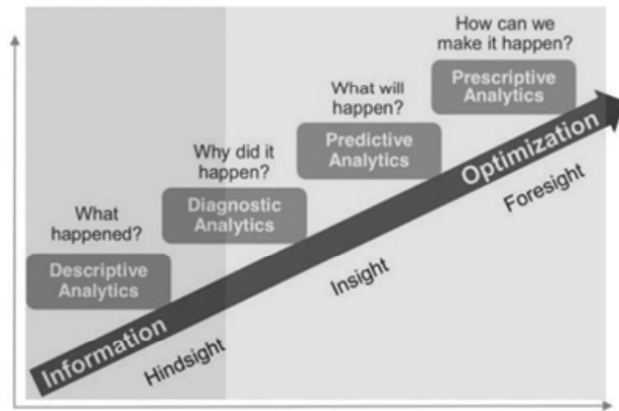 How can we
make it happen?
Prescriptive
Analytics
What will
happen?
Predictive
Analytics
Why did it
happen?
Diagnostic
Analytics
What
happened?
Descriptive
Analytics
Information
Optimization
Hindsight
Insight
Foresight